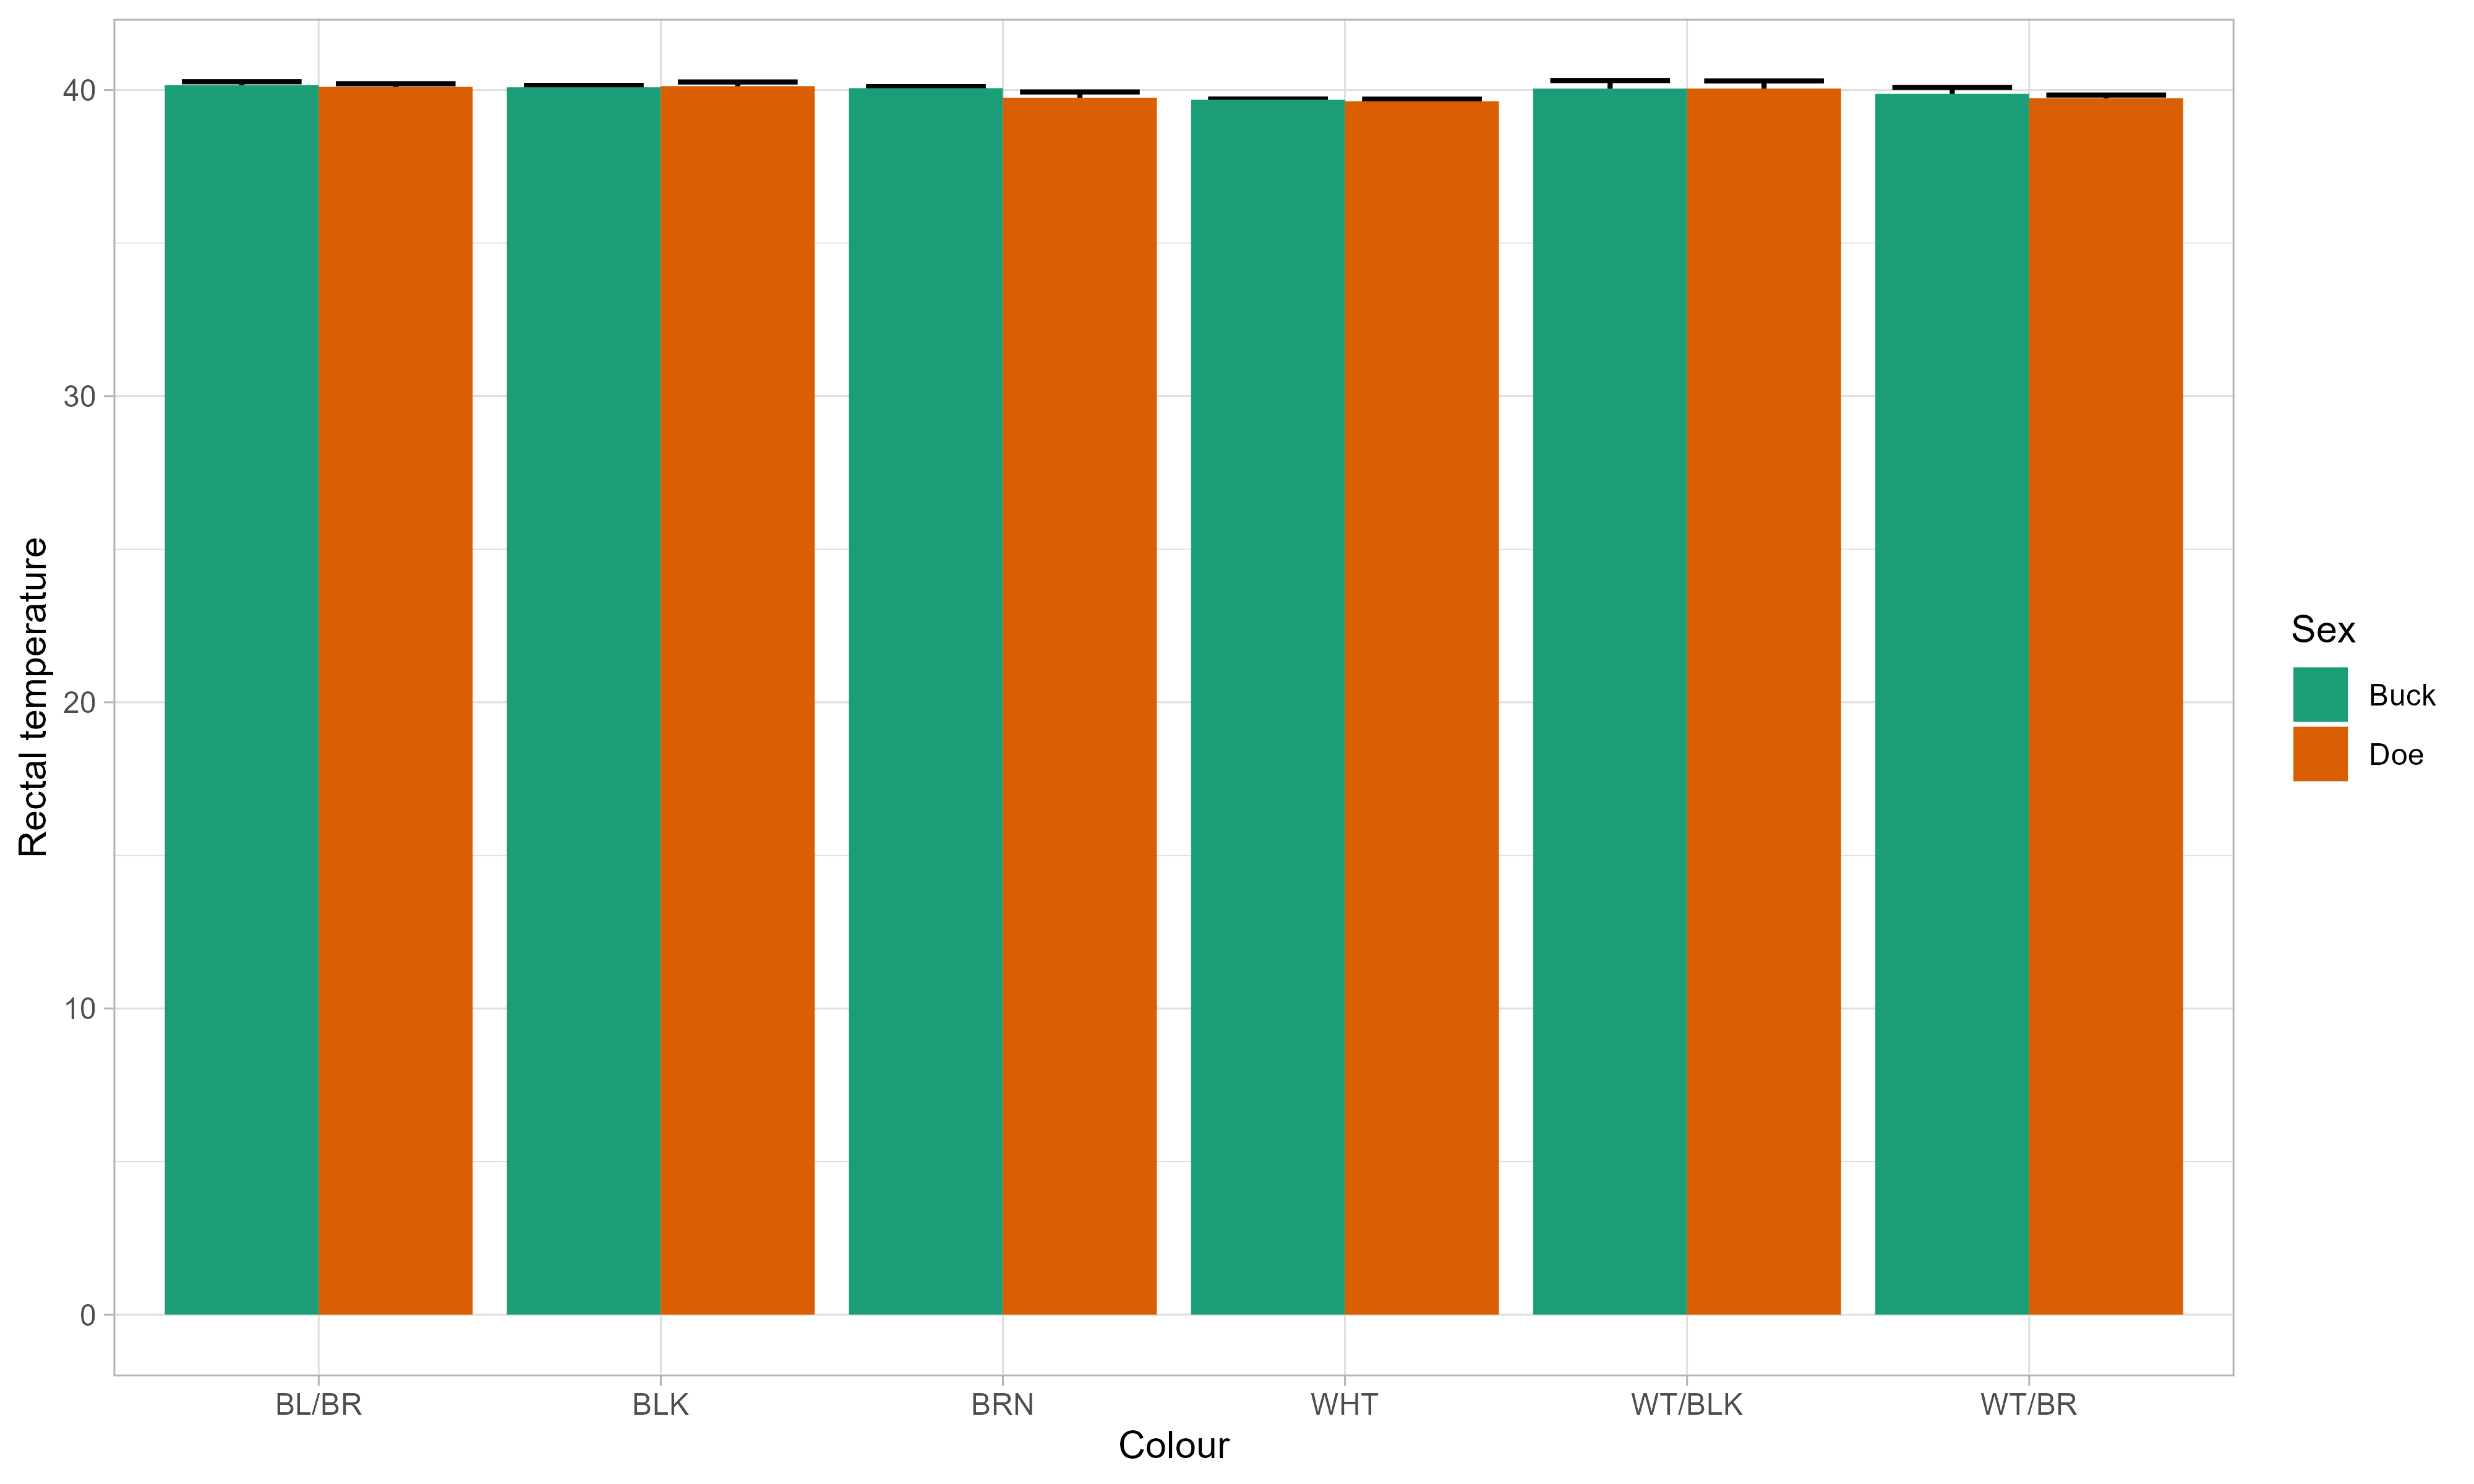 40
30
20
10
0
Rectal temperature
BL/BR
BLK
BRN
WHT
WT/BLK
WT/BR
Colour
Sex
Buck
Doe